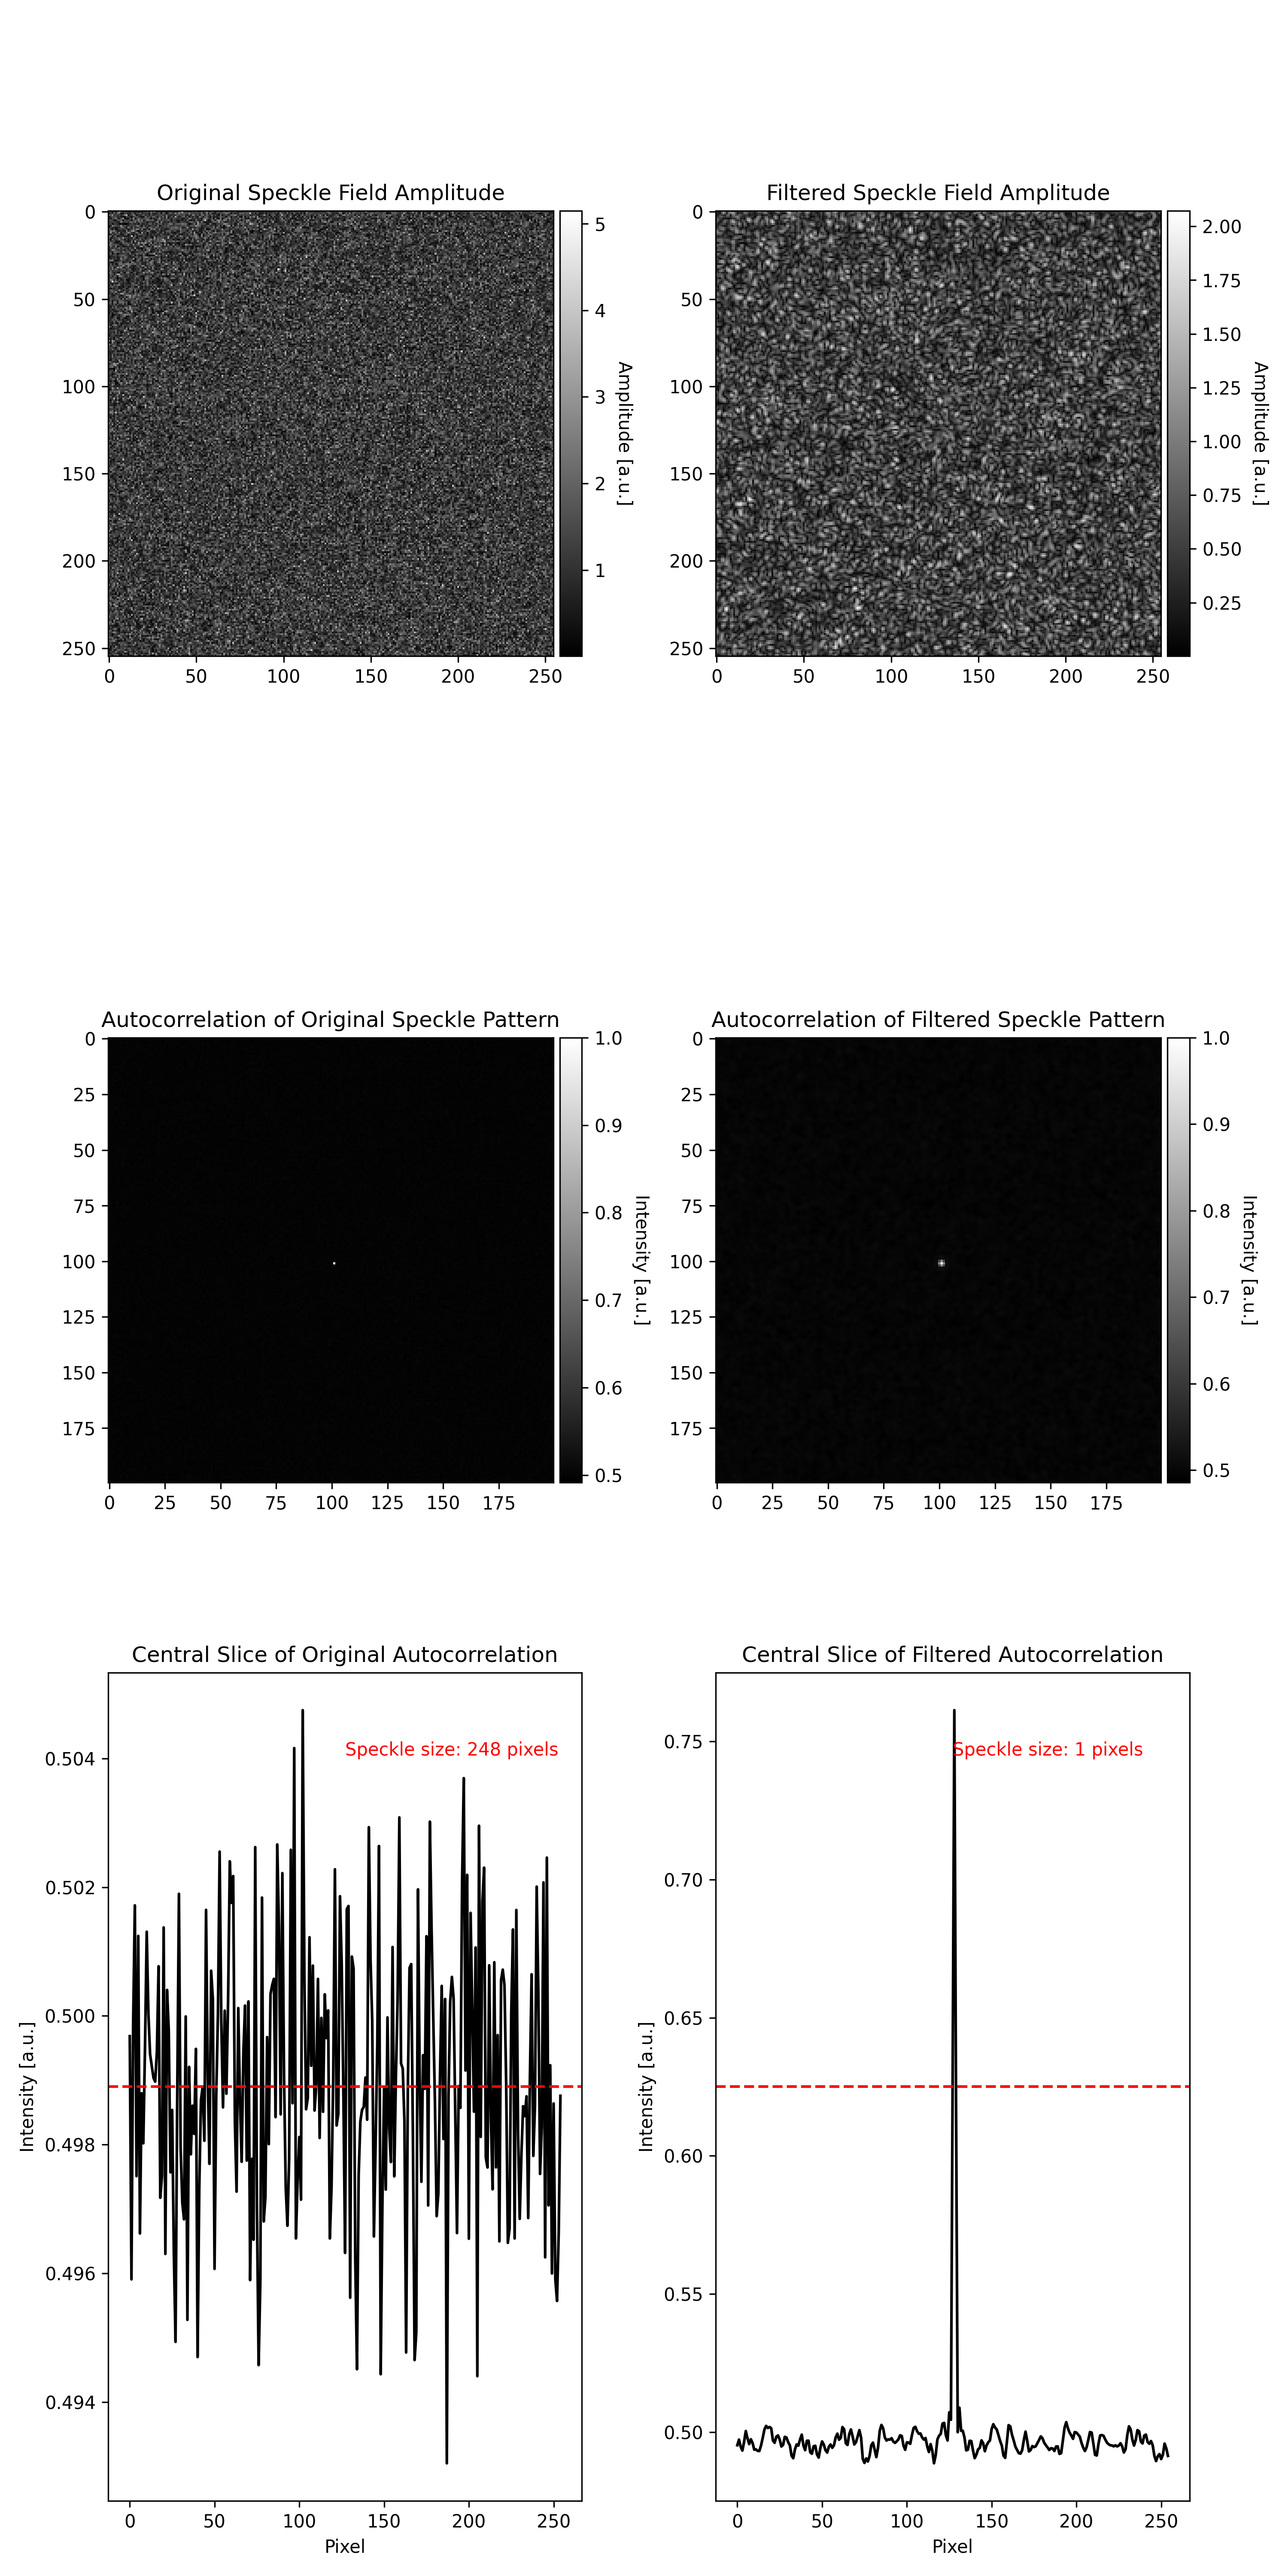 Original Speckle Field Amplitude
0
50
100
150
200
250
0 50 100 150 200 250
5
4
3
2
1
Amplitude [a.u.]
Filtered Speckle Field Amplitude
0
50
100
150
200
250
0 50 100 150 200 250
2.00
1.75
1.50
1.25
1.00
0.75
0.50
0.25
Amplitude [a.u.]
Autocorrelation of Original Speckle Pattern
0
25
50
75
100
125
150
175
0 25 50 75 100 125 150 175
1.0
0.9
0.8
0.7
0.6
0.5
Intensity [a.u.]
Autocorrelation of Filtered Speckle Pattern
0
25
50
75
100
125
150
175
0 25 50 75 100 125 150 175
1.0
0.9
0.8
0.7
0.6
0.5
Intensity [a.u.]
Central Slice of Original Autocorrelation
Speckle size: 248 pixels
0.504
0.502
0.500
0.498
0.496
0.494
Intensity [a.u.]
0 50 100 150 200 250
Pixel
Central Slice of Filtered Autocorrelation
Speckle size: 1 pixels
0.75
0.70
0.65
0.60
0.55
0.50
Intensity [a.u.]
0 50 100 150 200 250
Pixel